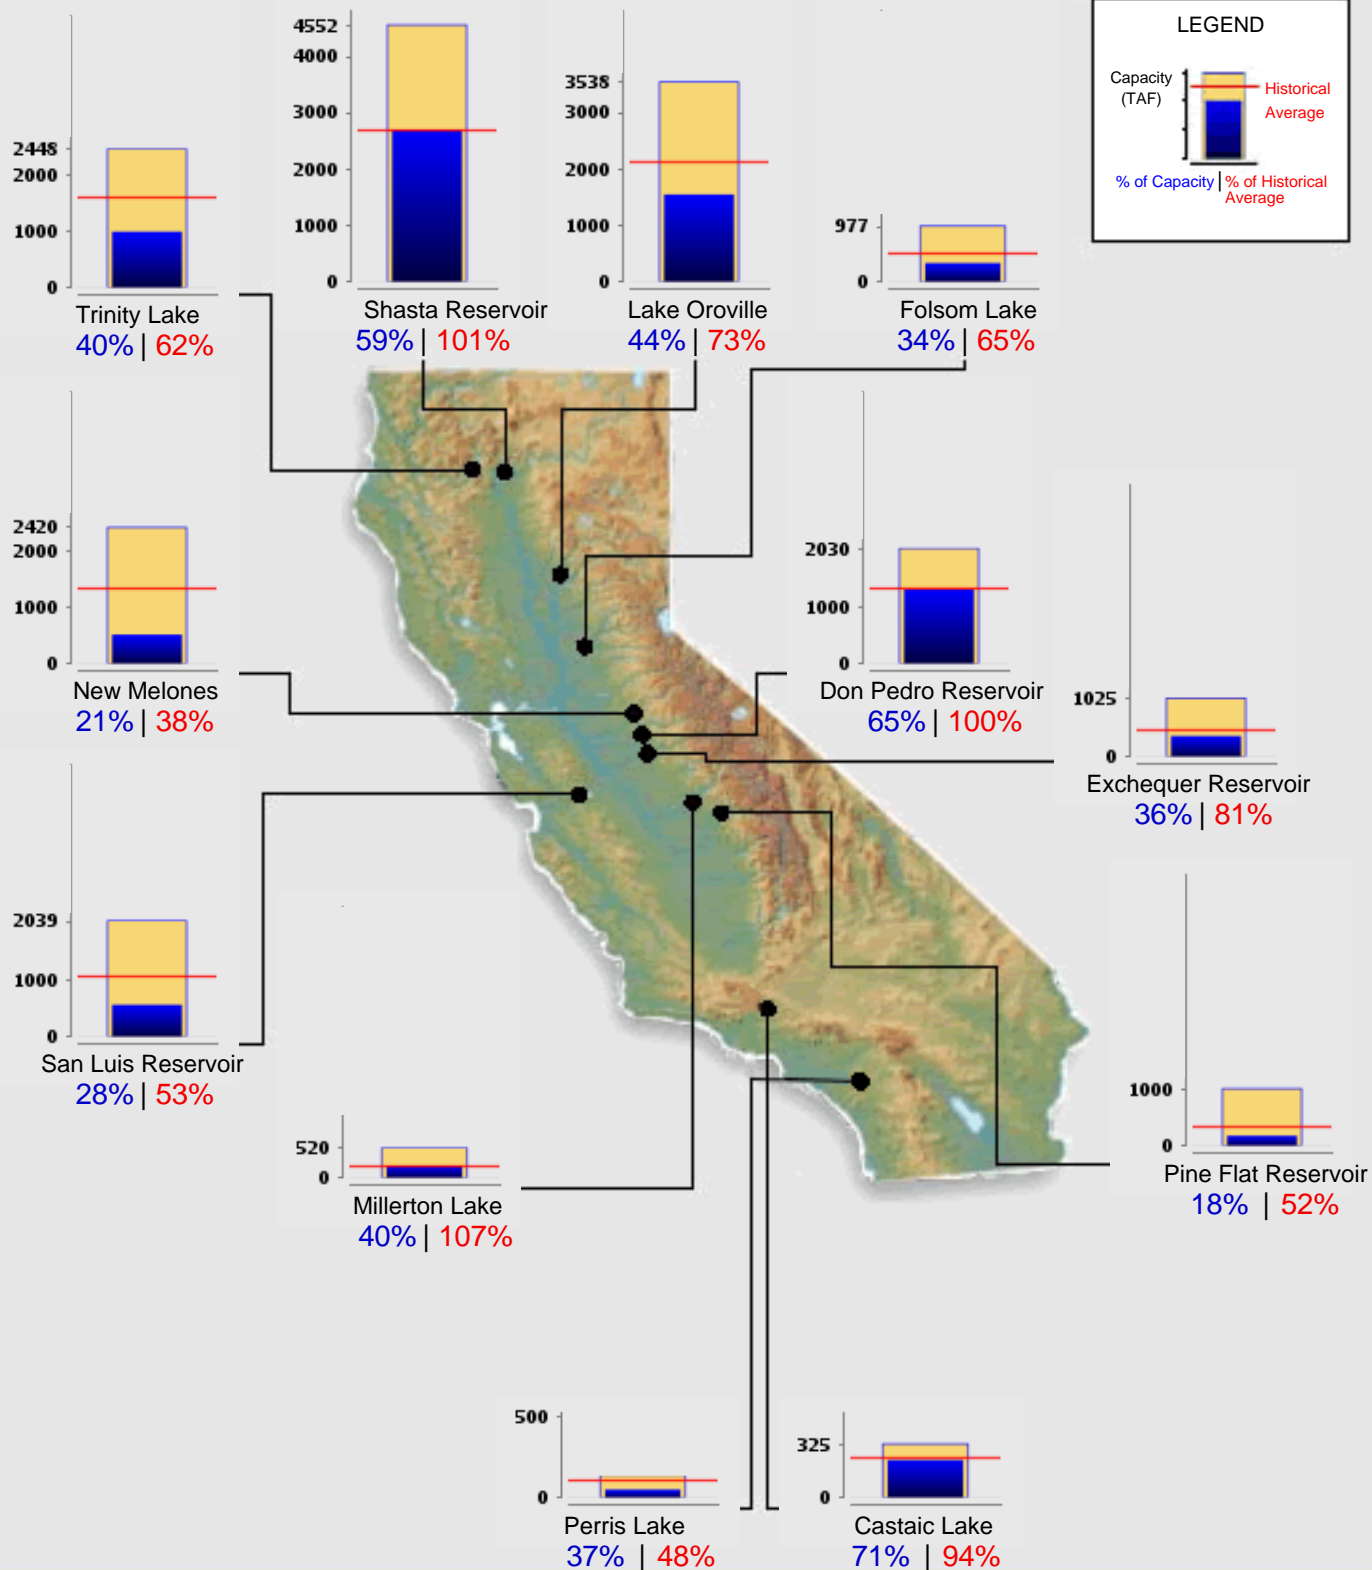 4552
4000
3000
2000
1000
0
Shasta Reservoir
59% | 101%
3538
3000
2000
1000
0
Lake Oroville
44% | 73%
977
0
Folsom Lake
34% | 65%
LEGEND
Capacity
(TAF)
Historical
Average
% of Capacity | % of Historical
Average
2448
2000
1000
0
Trinity Lake
40% | 62%
2420
2000
1000
0
New Melones
21% | 38%
2030
1000
0
Don Pedro Reservoir
65% | 100%
1025
0
Exchequer Reservoir
36% | 81%
2039
1000
0
San Luis Reservoir
28% | 53%
520
0
Millerton Lake
40% | 107%
1000
0
Pine Flat Reservoir
18% | 52%
500
0
Perris Lake
37% | 48%
325
0
Castaic Lake
71% | 94%